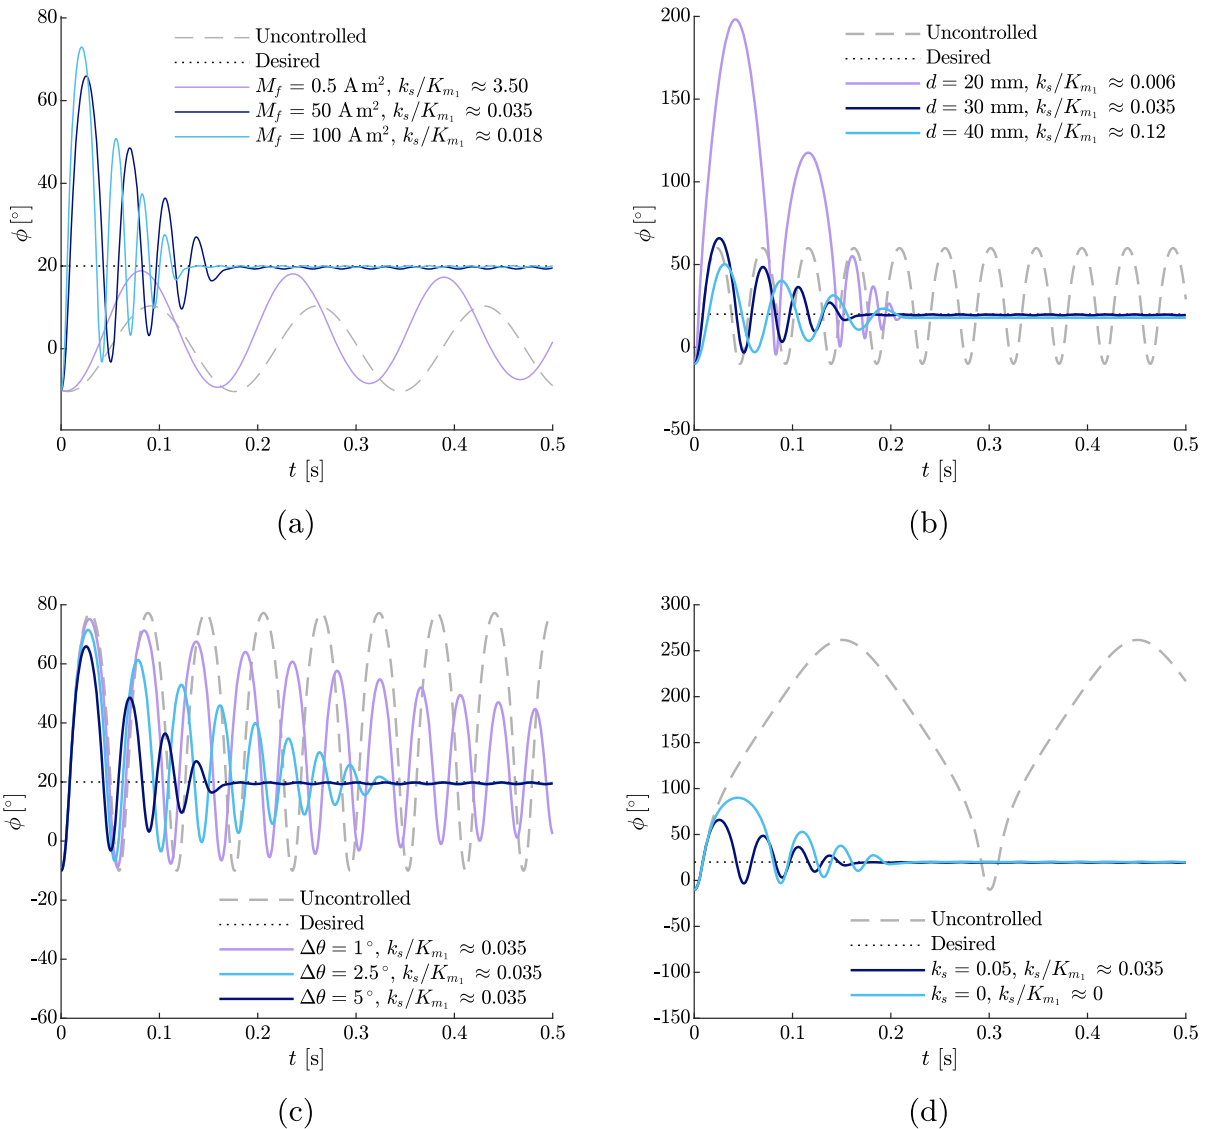 80
60
40
20
0
ϕ [°]
Uncontrolled
Desired
M_f = 0.5 A m², k_s/K_{m_1} ≈ 3.50
M_f = 50 A m², k_s/K_{m_1} ≈ 0.035
M_f = 100 A m², k_s/K_{m_1} ≈ 0.018
0 0.1 0.2 0.3 0.4 0.5
t [s]
(a)
200
150
100
50
0
-50
ϕ [°]
Uncontrolled
Desired
d = 20 mm, k_s/K_{m_1} ≈ 0.006
d = 30 mm, k_s/K_{m_1} ≈ 0.035
d = 40 mm, k_s/K_{m_1} ≈ 0.12
0 0.1 0.2 0.3 0.4 0.5
t [s]
(b)
80
60
40
20
0
-20
-40
-60
ϕ [°]
Uncontrolled
Desired
Δθ = 1°, k_s/K_{m_1} ≈ 0.035
Δθ = 2.5°, k_s/K_{m_1} ≈ 0.035
Δθ = 5°, k_s/K_{m_1} ≈ 0.035
0 0.1 0.2 0.3 0.4 0.5
t [s]
(c)
300
250
200
150
100
50
0
-50
-100
-150
ϕ [°]
Uncontrolled
Desired
k_s = 0.05, k_s/K_{m_1} ≈ 0.035
k_s = 0, k_s/K_{m_1} ≈ 0
0 0.1 0.2 0.3 0.4 0.5
t [s]
(d)